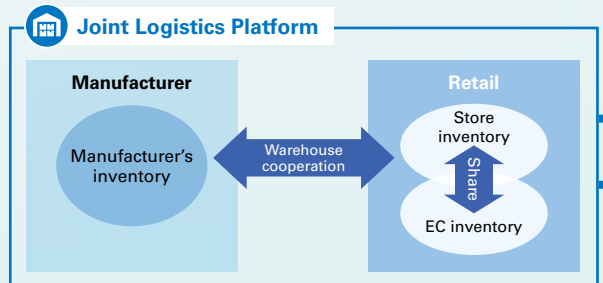 Joint Logistics Platform
Manufacturer
Manufacturer's
inventory
Warehouse
cooperation
Retail
Store
inventory
Share
EC inventory